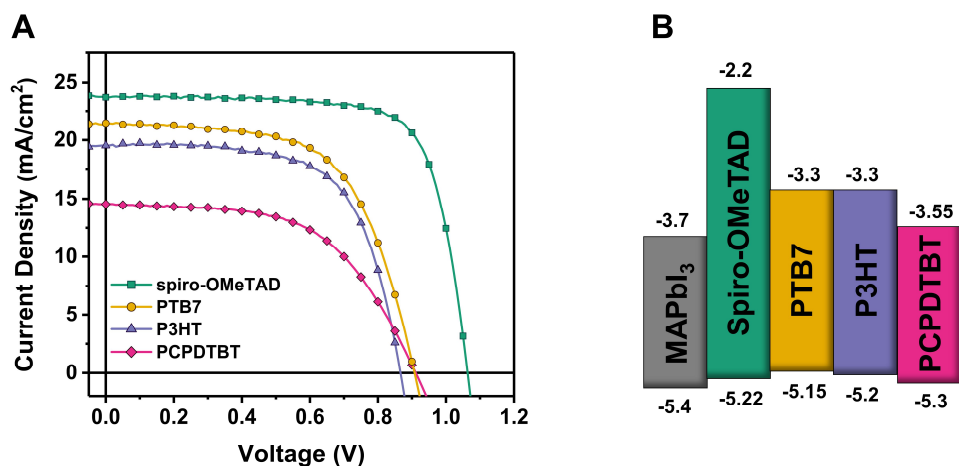 A
Current Density (mA/cm²)
25
20
15
10
5
0
spiro-OMeTAD
PTB7
P3HT
PCPDTBT
0.0 0.2 0.4 0.6 0.8 1.0 1.2
Voltage (V)
B
-2.2
-3.3
-3.3
-3.7
-3.55
MAPbI₃
Spiro-OMeTAD
PTB7
P3HT
PCPDTBT
-5.4
-5.22
-5.15
-5.2
-5.3